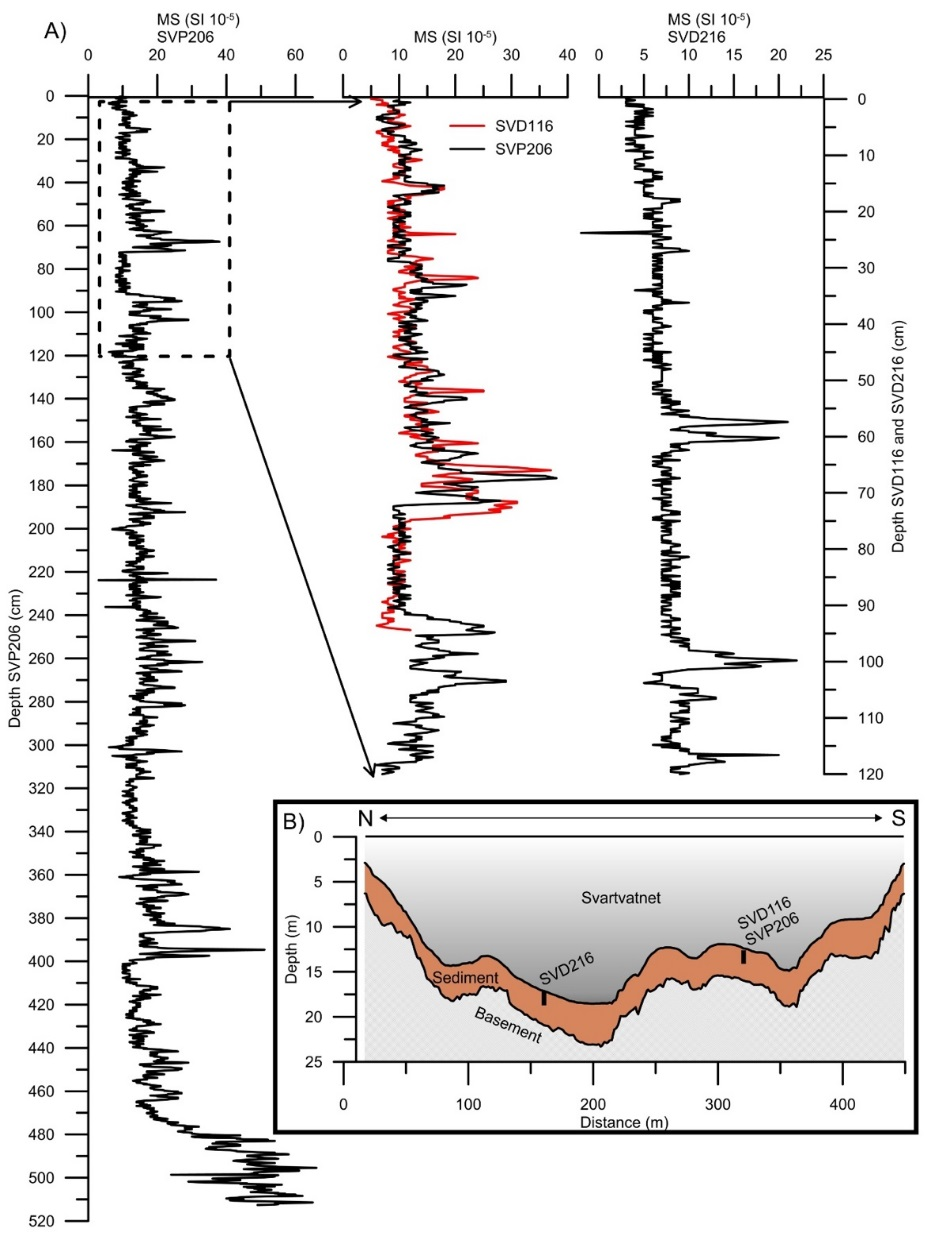 A)
MS (SI 10-5)
SVP206
0 20 40 60
MS (SI 10-5)
0 10 20 30 40
MS (SI 10-5)
SVD216
0 5 10 15 20 25
SVD116
SVP206
Depth SVP206 (cm)
0
20
40
60
80
100
120
140
160
180
200
220
240
260
280
300
320
340
360
380
400
420
440
460
480
500
520
Depth SVD116 and SVD216 (cm)
0
10
20
30
40
50
60
70
80
90
100
110
120
B)
N S
Depth (m)
0
5
10
15
20
25
Svartvatnet
SVD116
SVP206
SVD216
Sediment
Basement
0 100 200 300 400
Distance (m)